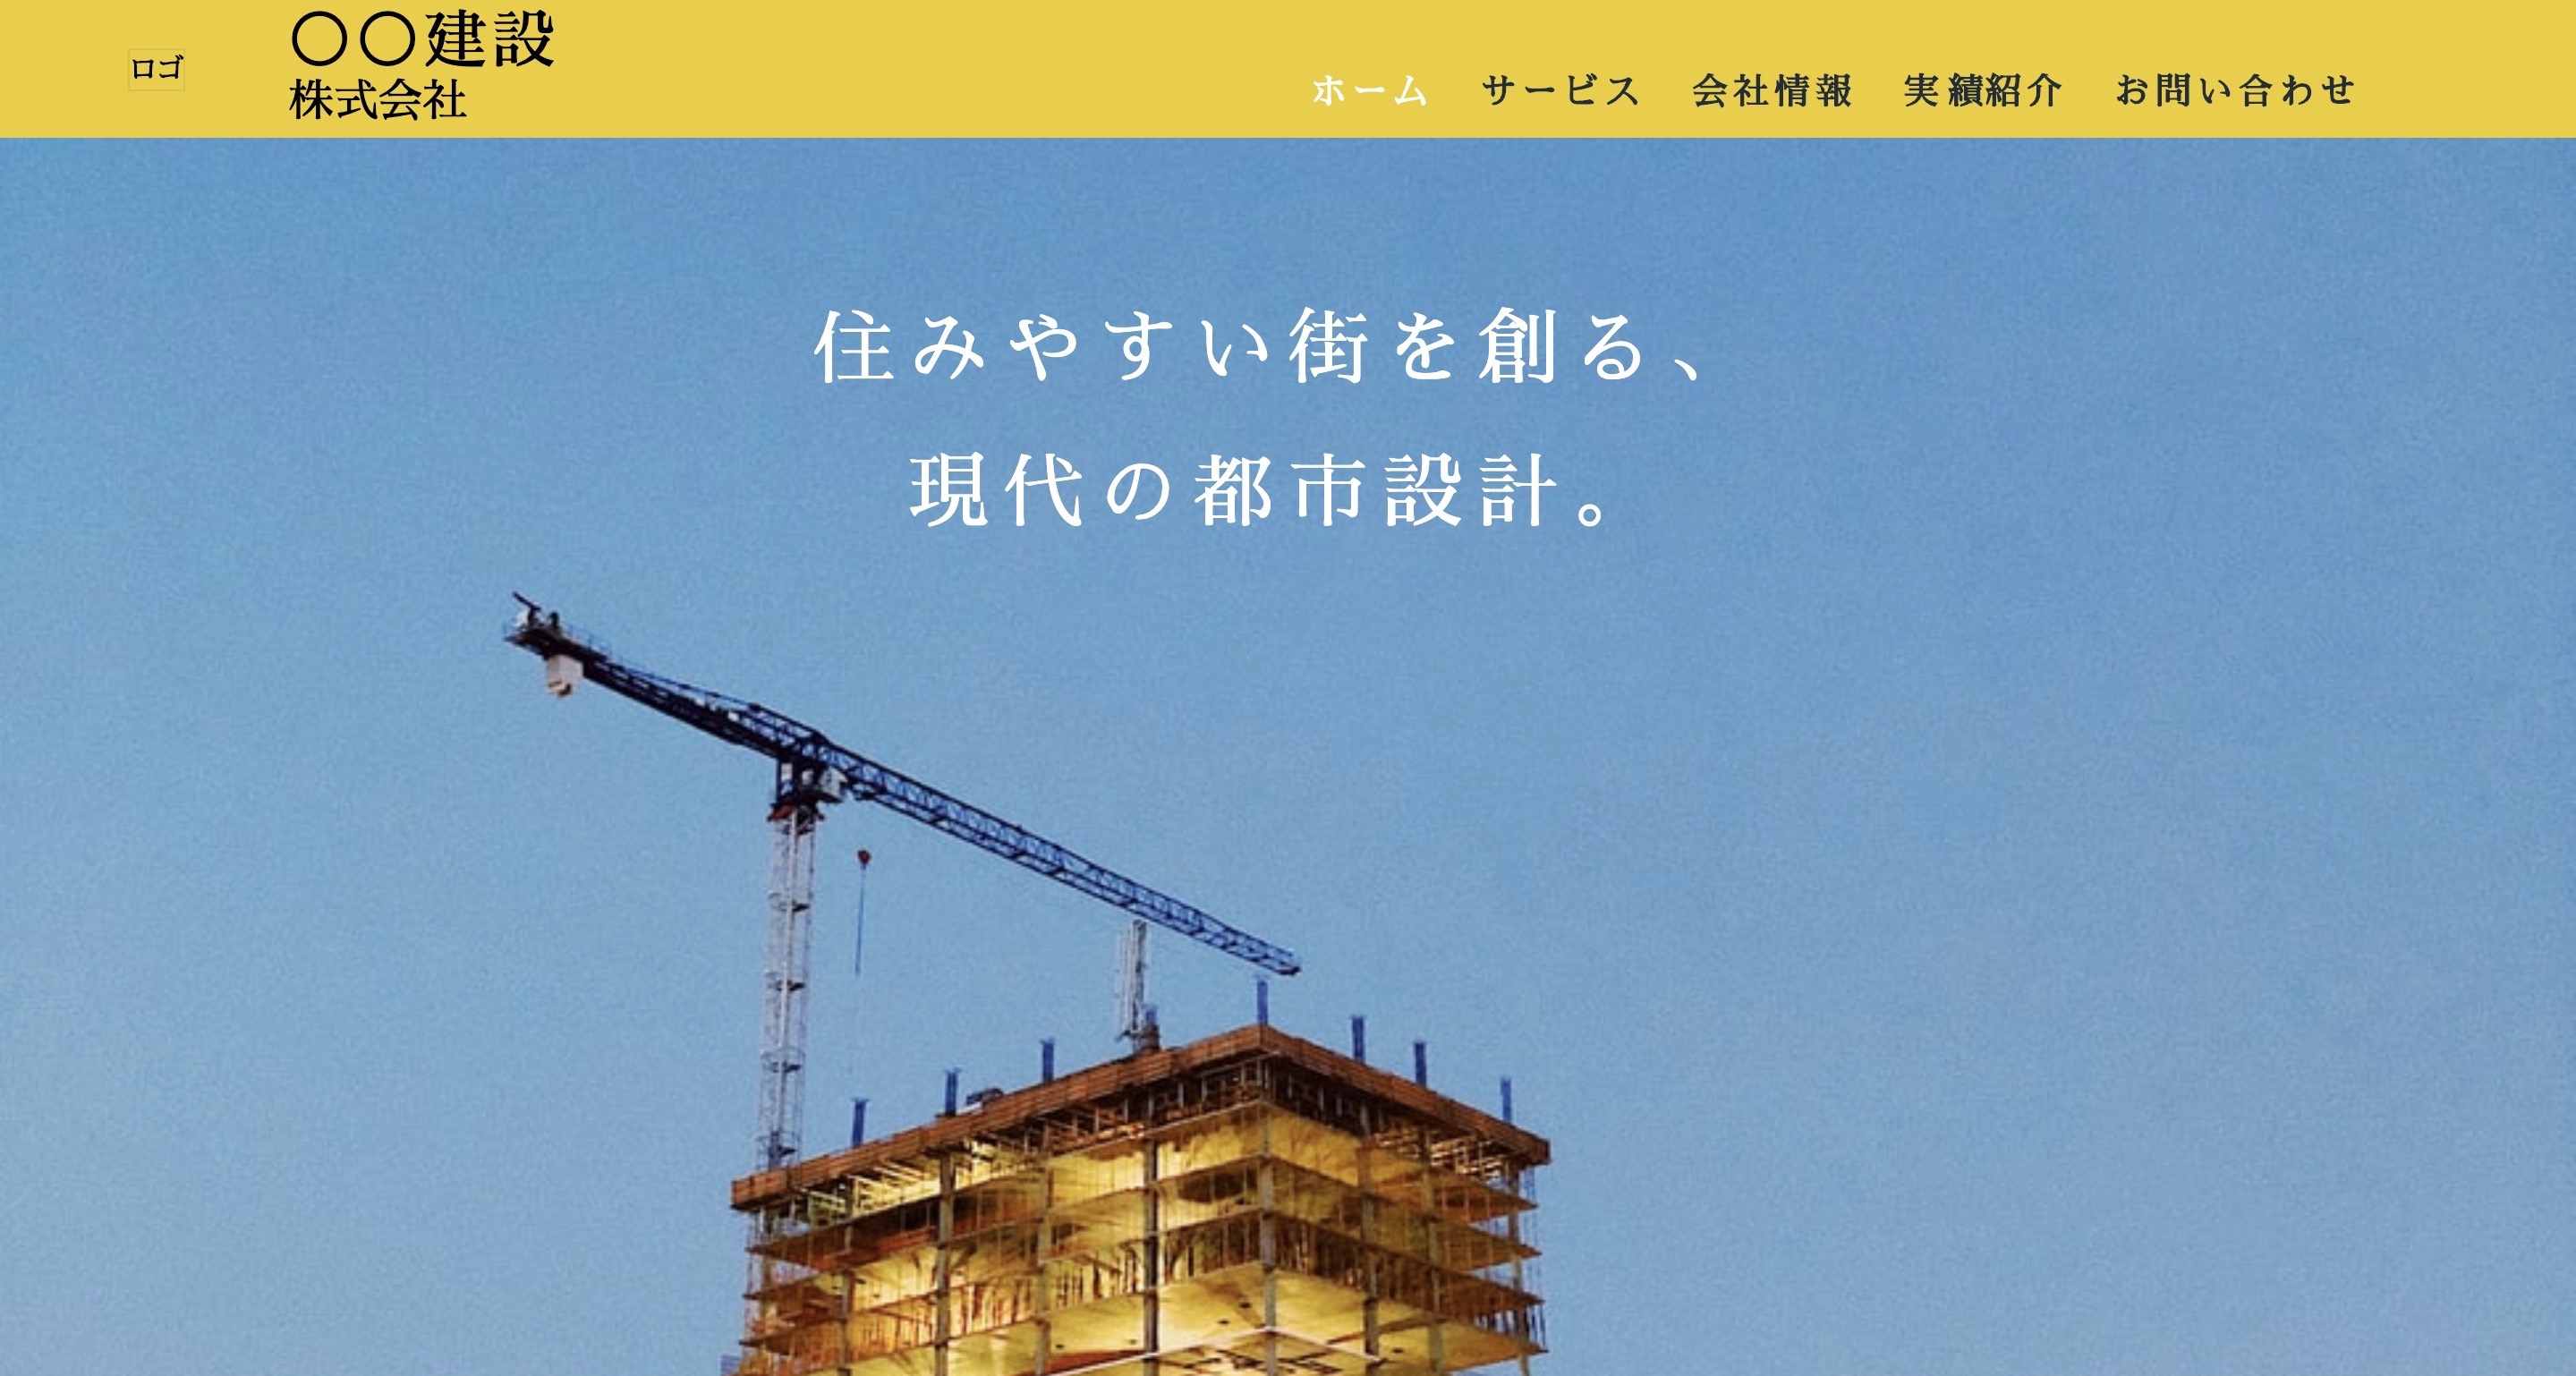 ロゴ
〇〇建設
株式会社
ホーム サービス 会社情報 実績紹介 お問い合わせ
住みやすい街を創る、
現代の都市設計。